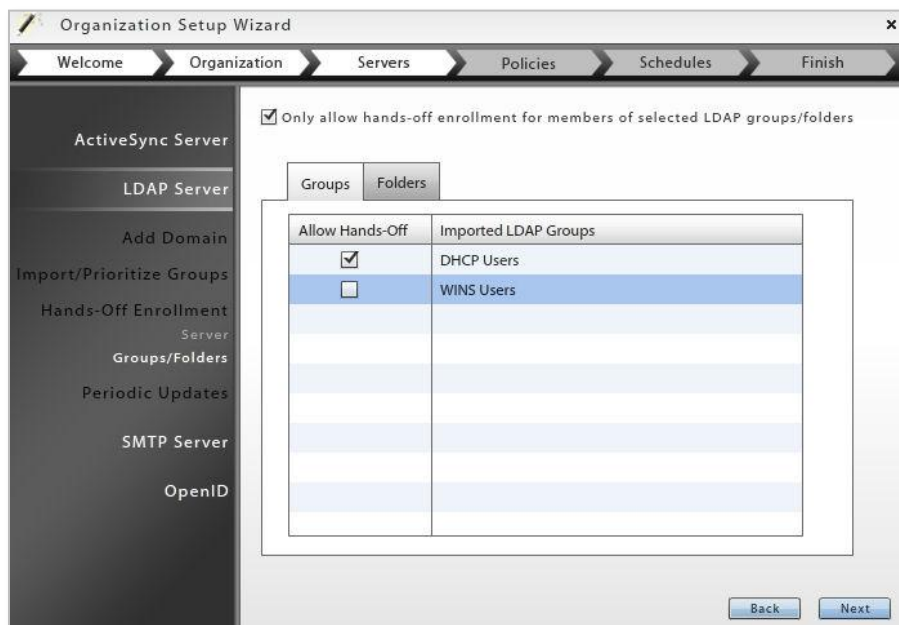 Organization Setup Wizard
Welcome Organization Servers Policies Schedules Finish
ActiveSync Server
LDAP Server
Add Domain
Import/Prioritize Groups
Hands-Off Enrollment
Server
Groups/Folders
Periodic Updates
SMTP Server
OpenID
Only allow hands-off enrollment for members of selected LDAP groups/folders
Groups Folders
Allow Hands-Off Imported LDAP Groups
DHCP Users
WINS Users
Back Next